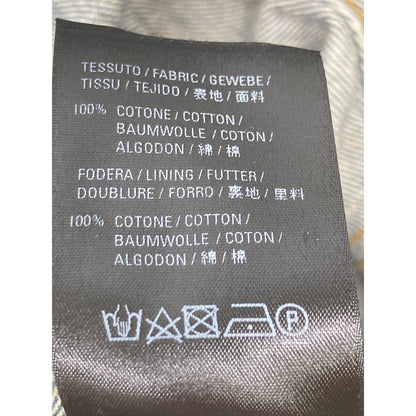 TESSUTO / FABRIC / GEWEBE /
TISSU / TEJIDO / 表地 / 面料
100% COTONE / COTTON /
BAUMWOLLE / COTON /
ALGODON / 綿 / 棉
FODERA / LINING / FUTTER /
DOUBLURE / FORRO / 裏地 / 里料
100% COTONE / COTTON /
BAUMWOLLE / COTON /
ALGODON / 綿 / 棉
P